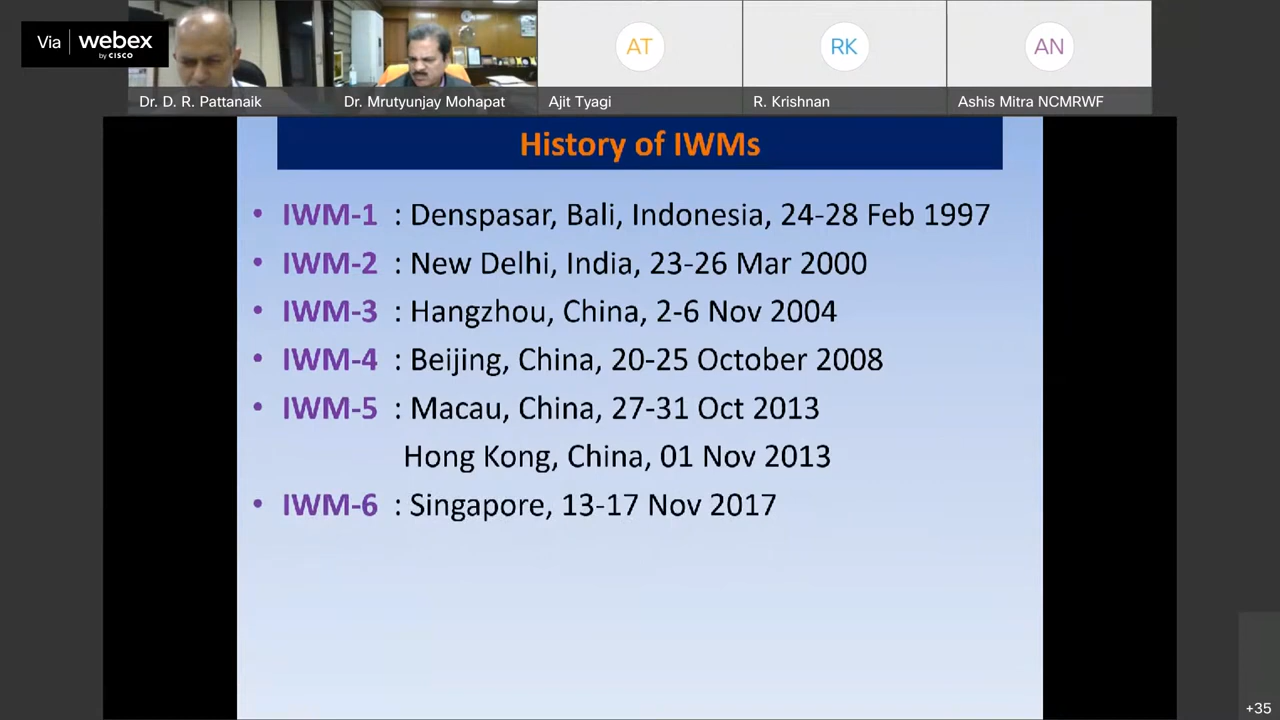 Via webex
by CISCO
AT
RK
AN
Dr. D. R. Pattanaik
Dr. Mrutyunjay Mohapat
Ajit Tyagi
R. Krishnan
Ashis Mitra NCMRWF
History of IWMs
• IWM-1 : Denspasar, Bali, Indonesia, 24-28 Feb 1997
• IWM-2 : New Delhi, India, 23-26 Mar 2000
• IWM-3 : Hangzhou, China, 2-6 Nov 2004
• IWM-4 : Beijing, China, 20-25 October 2008
• IWM-5 : Macau, China, 27-31 Oct 2013
Hong Kong, China, 01 Nov 2013
• IWM-6 : Singapore, 13-17 Nov 2017
+35